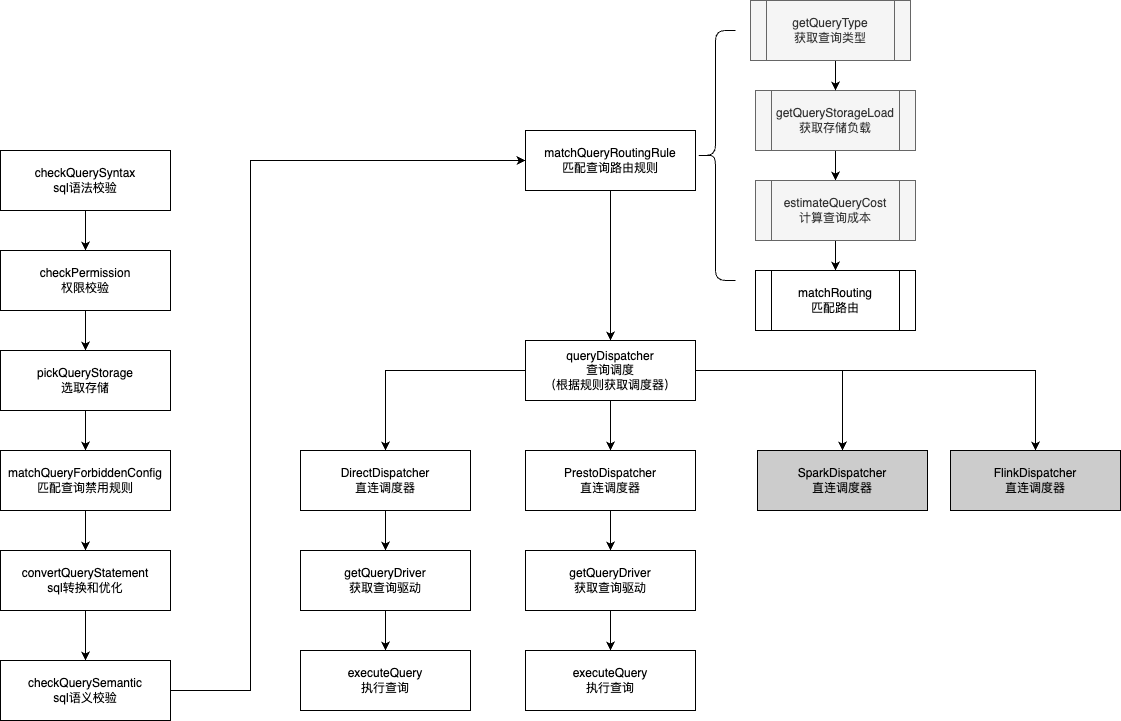 checkQuerySyntax
sql语法校验
checkPermission
权限校验
pickQueryStorage
选取存储
matchQueryForbiddenConfig
匹配查询禁用规则
convertQueryStatement
sql转换和优化
checkQuerySemantic
sql语义校验
matchQueryRoutingRule
匹配查询路由规则
getQueryType
获取查询类型
getQueryStorageLoad
获取存储负载
estimateQueryCost
计算查询成本
matchRouting
匹配路由
queryDispatcher
查询调度
（根据规则获取调度器）
DirectDispatcher
直连调度器
getQueryDriver
获取查询驱动
executeQuery
执行查询
PrestoDispatcher
直连调度器
getQueryDriver
获取查询驱动
executeQuery
执行查询
SparkDispatcher
直连调度器
FlinkDispatcher
直连调度器